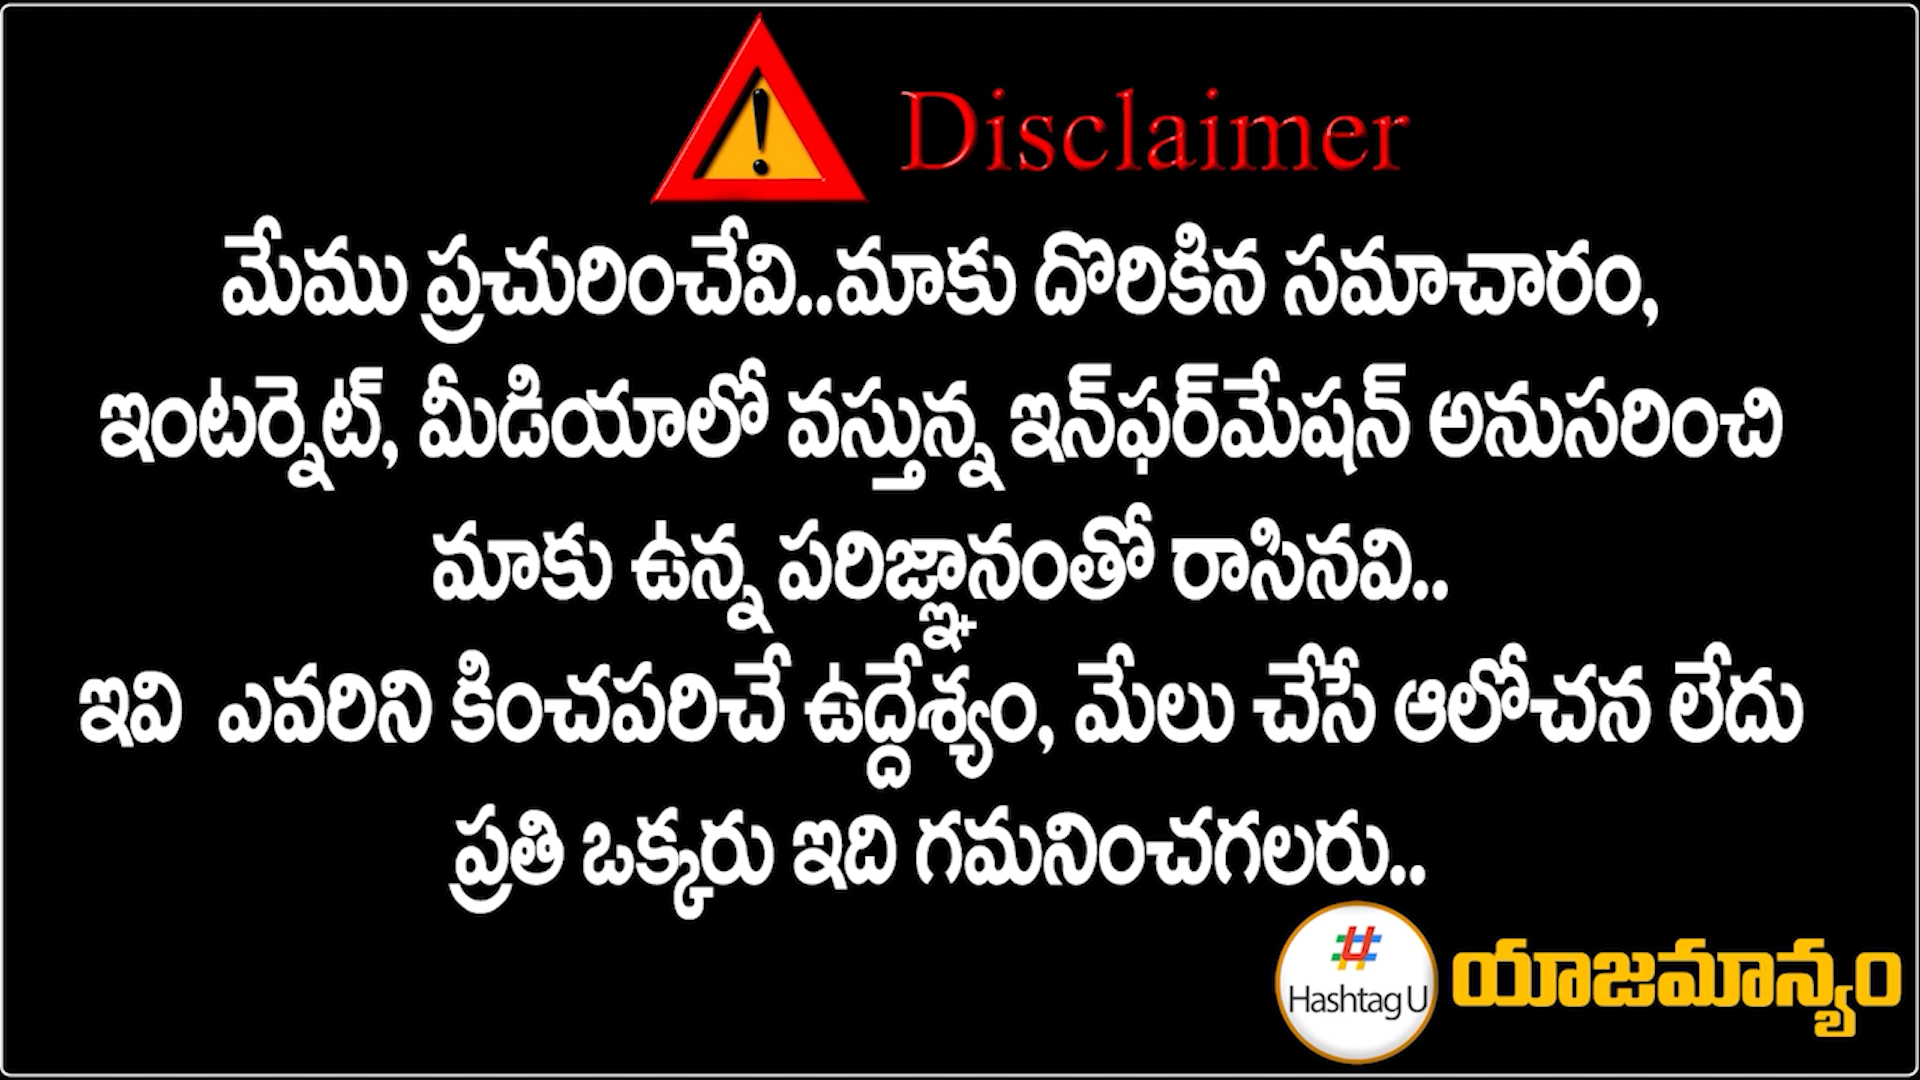 Disclaimer
మేము ప్రచురించేవి..మాకు దొరికిన సమాచారం,
ఇంటర్నెట్, మీడియాలో వస్తున్న ఇన్‌ఫర్‌మేషన్ అనుసరించి
మాకు ఉన్న పరిజ్ఞానంతో రాసినవి..
ఇవి ఎవరిని కించపరిచే ఉద్దేశ్యం, మేలు చేసే ఆలోచన లేదు
ప్రతి ఒక్కరు ఇది గమనించగలరు..
Hashtag U యాజమాన్యం